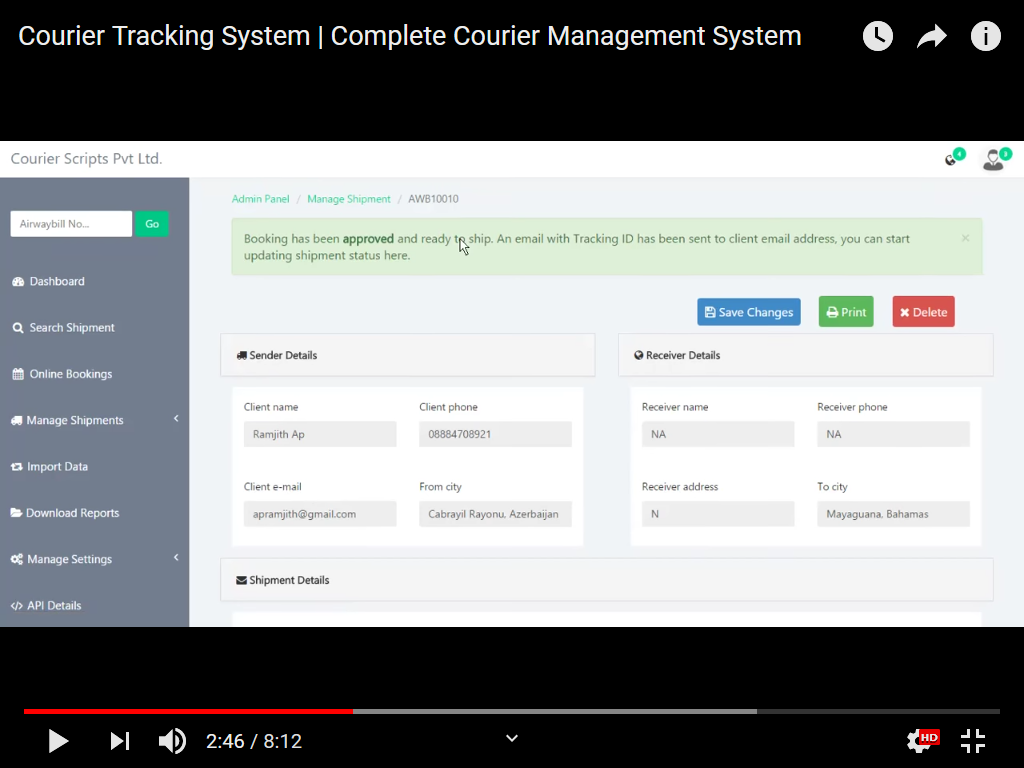 Courier Tracking System | Complete Courier Management System
Courier Scripts Pvt Ltd.
4
3
Airwaybill No...
Go
Dashboard
Search Shipment
Online Bookings
Manage Shipments
Import Data
Download Reports
Manage Settings
API Details
Admin Panel / Manage Shipment / AWB10010
Booking has been approved and ready to ship. An email with Tracking ID has been sent to client email address, you can start
updating shipment status here.
×
Save Changes
Print
Delete
Sender Details
Client name
Client phone
Ramjith Ap
08884708921
Client e-mail
From city
apramjith@gmail.com
Cabrayil Rayonu, Azerbaijan
Receiver Details
Receiver name
Receiver phone
NA
NA
Receiver address
To city
N
Mayaguana, Bahamas
Shipment Details
2:46 / 8:12
HD